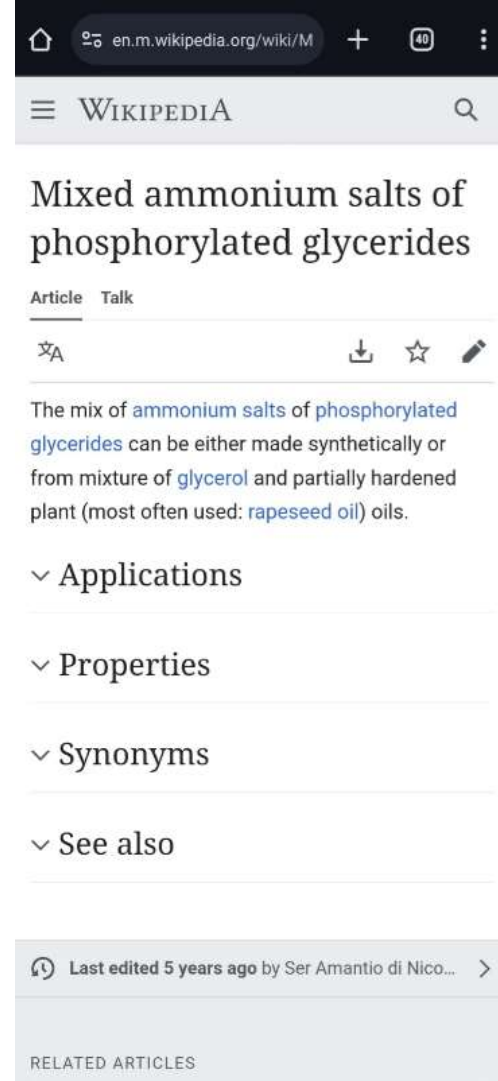 en.m.wikipedia.org/wiki/M
40
WIKIPEDIA
Mixed ammonium salts of
phosphorylated glycerides
Article Talk
The mix of ammonium salts of phosphorylated
glycerides can be either made synthetically or
from mixture of glycerol and partially hardened
plant (most often used: rapeseed oil) oils.
Applications
Properties
Synonyms
See also
Last edited 5 years ago by Ser Amantio di Nico...
RELATED ARTICLES